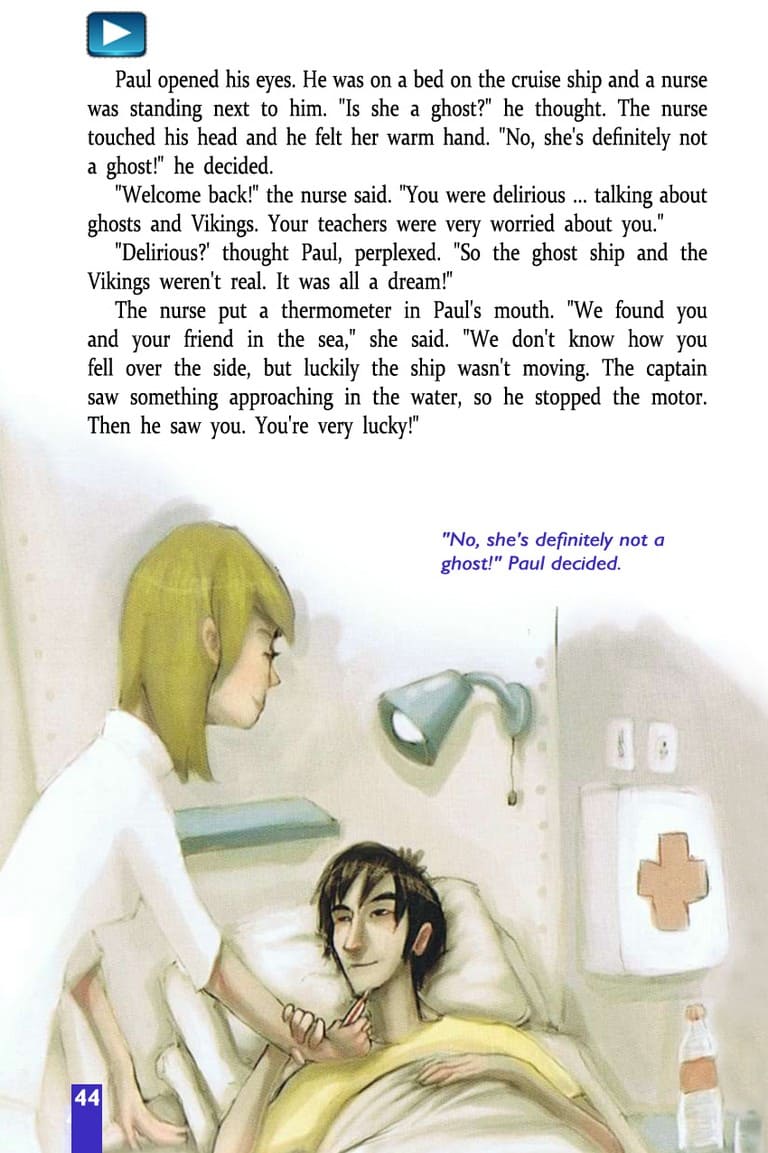 Paul opened his eyes. He was on a bed on the cruise ship and a nurse
was standing next to him. "Is she a ghost?" he thought. The nurse
touched his head and he felt her warm hand. "No, she's definitely not
a ghost!" he decided.
"Welcome back!" the nurse said. "You were delirious ... talking about
ghosts and Vikings. Your teachers were very worried about you."
"Delirious?' thought Paul, perplexed. "So the ghost ship and the
Vikings weren't real. It was all a dream!"
The nurse put a thermometer in Paul's mouth. "We found you
and your friend in the sea," she said. "We don't know how you
fell over the side, but luckily the ship wasn't moving. The captain
saw something approaching in the water, so he stopped the motor.
Then he saw you. You're very lucky!"
"No, she's definitely not a
ghost!" Paul decided.
44